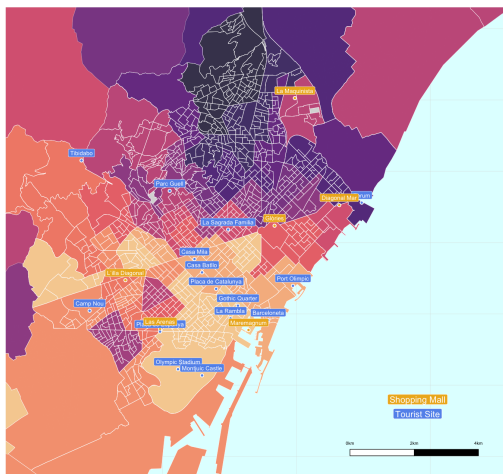 La Maquinista
Tibidabo
Parc Guell
Diagonal Mar
rum
La Sagrada Familia
Glòries
Casa Mila
Casa Batllo
L'illa Diagonal
Placa de Catalunya
Port Olimpic
Gothic Quarter
Camp Nou
La Rambla
Barceloneta
Las Arenas
Maremagnum
Olympic Stadium
Montjuic Castle
Shopping Mall
Tourist Site
0km
2km
4km